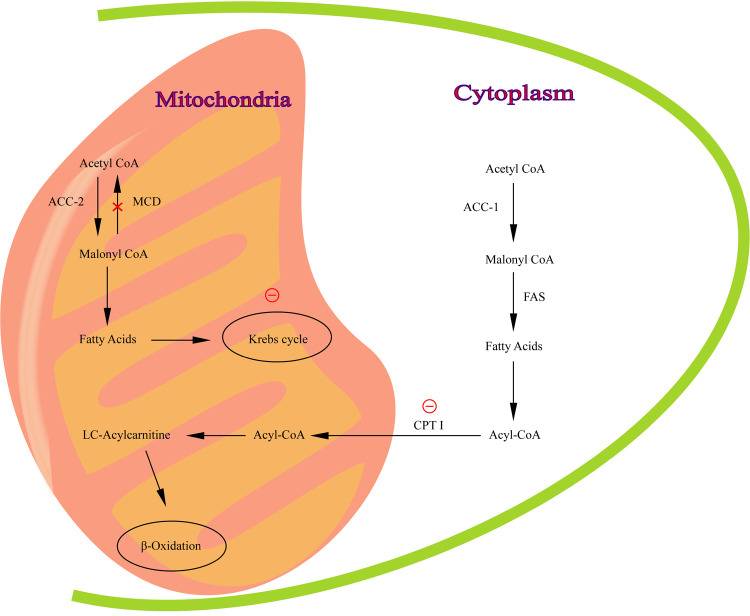 Mitochondria
Cytoplasm
Acetyl CoA
ACC-2
MCD
Malonyl CoA
Fatty Acids
Krebs cycle
LC-Acylcarnitine
Acyl-CoA
β-Oxidation
CPT I
Acetyl CoA
ACC-1
Malonyl CoA
FAS
Fatty Acids
Acyl-CoA